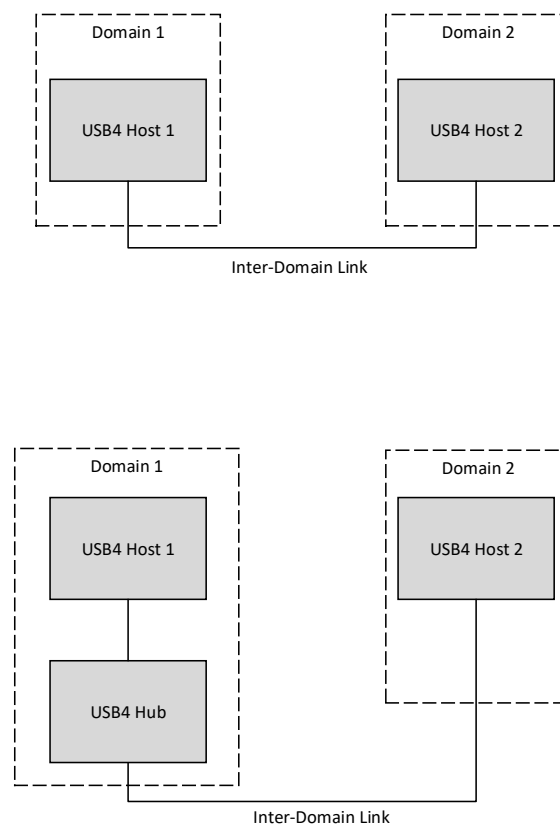 Domain 1
Domain 2
USB4 Host 1
USB4 Host 2
Inter-Domain Link
Domain 1
Domain 2
USB4 Host 1
USB4 Host 2
USB4 Hub
Inter-Domain Link